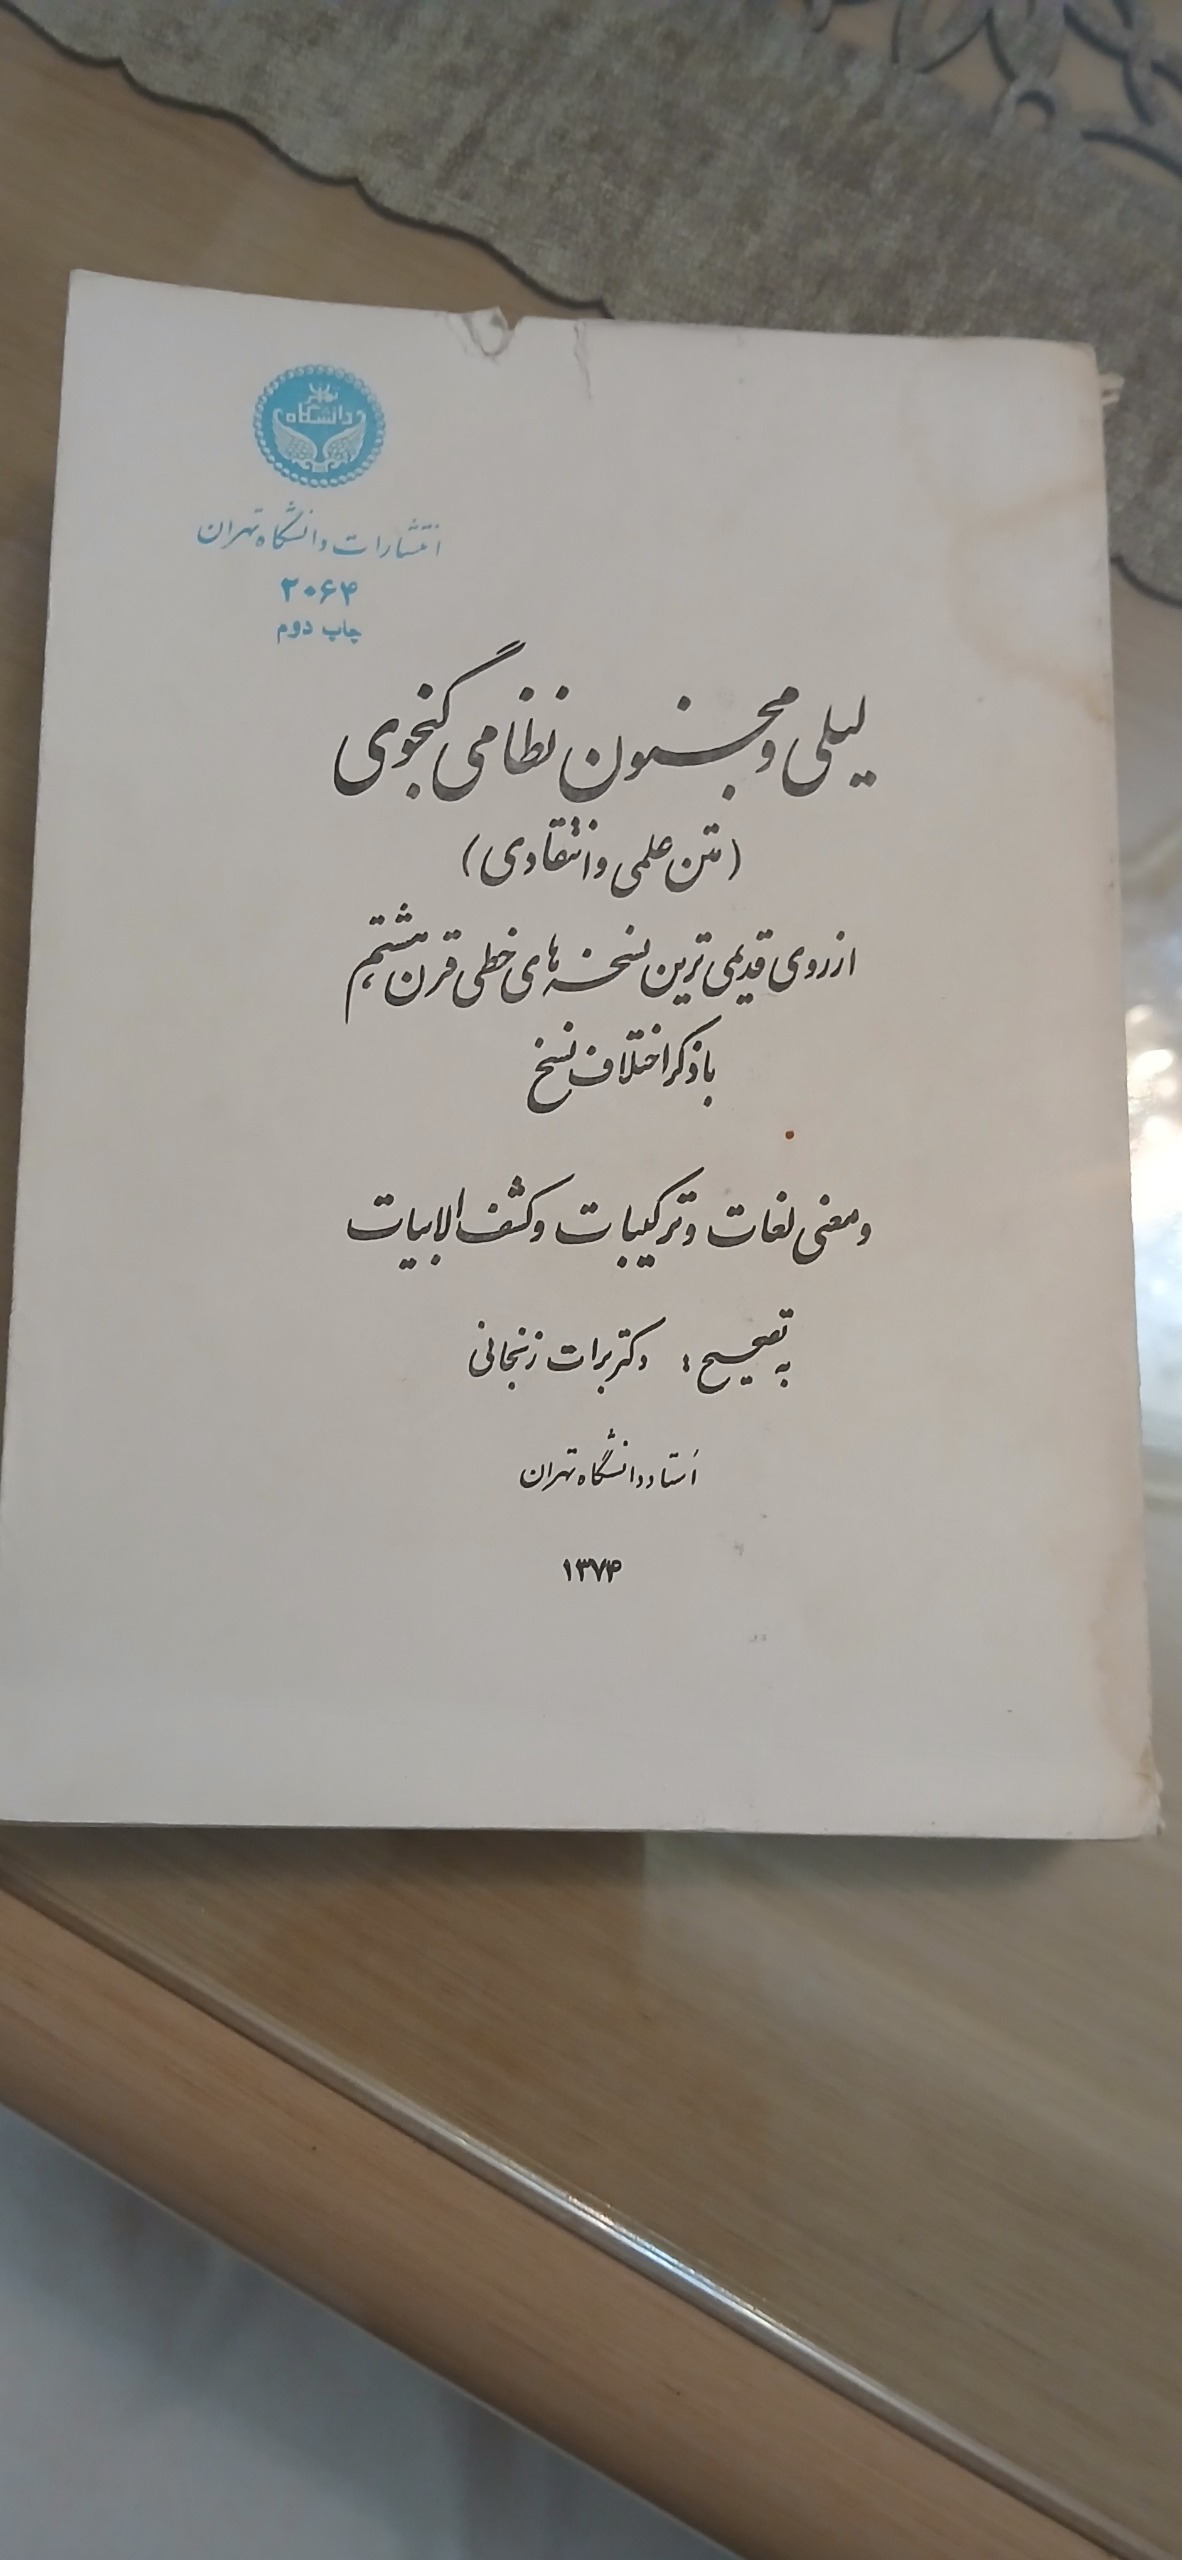 دانشگاه تهران
انتشارات دانشگاه تهران
۲۰۶۴
چاپ دوم
لیلی و مجنون نظامی گنجوی
(متن علمی و انتقادی)
از روی قدیمی ترین نسخه های خطی قرن هشتم
با ذکر اختلاف نسخ
و معنی لغات و ترکیبات و کشف الابیات
به تصحیح : دکتر برات زنجانی
استاد دانشگاه تهران
۱۳۷۴